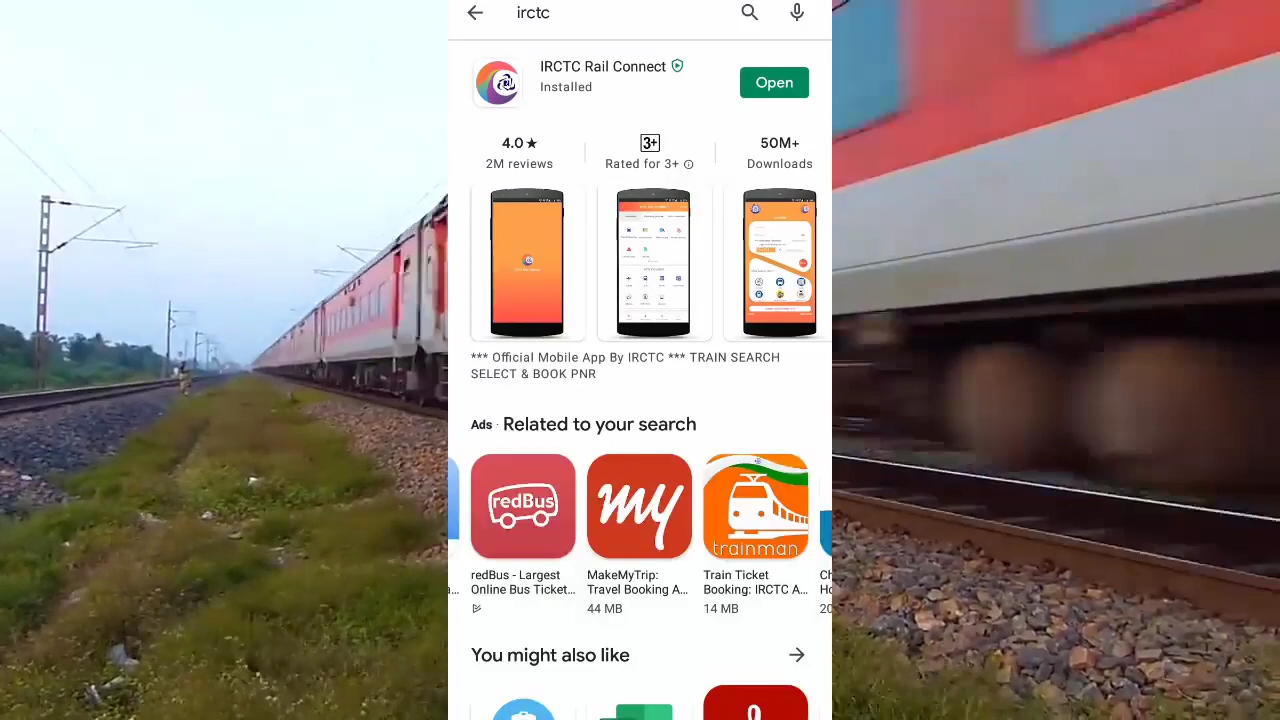 irctc
IRCTC Rail Connect
Installed
Open
4.0 ★
3+
50M+
2M reviews
Rated for 3+
Downloads
*** Official Mobile App By IRCTC *** TRAIN SEARCH
SELECT & BOOK PNR
Ads · Related to your search
redBus
my
trainman
redBus - Largest
Online Bus Ticket...
MakeMyTrip:
Travel Booking A...
44 MB
Train Ticket
Booking: IRCTC A...
14 MB
You might also like